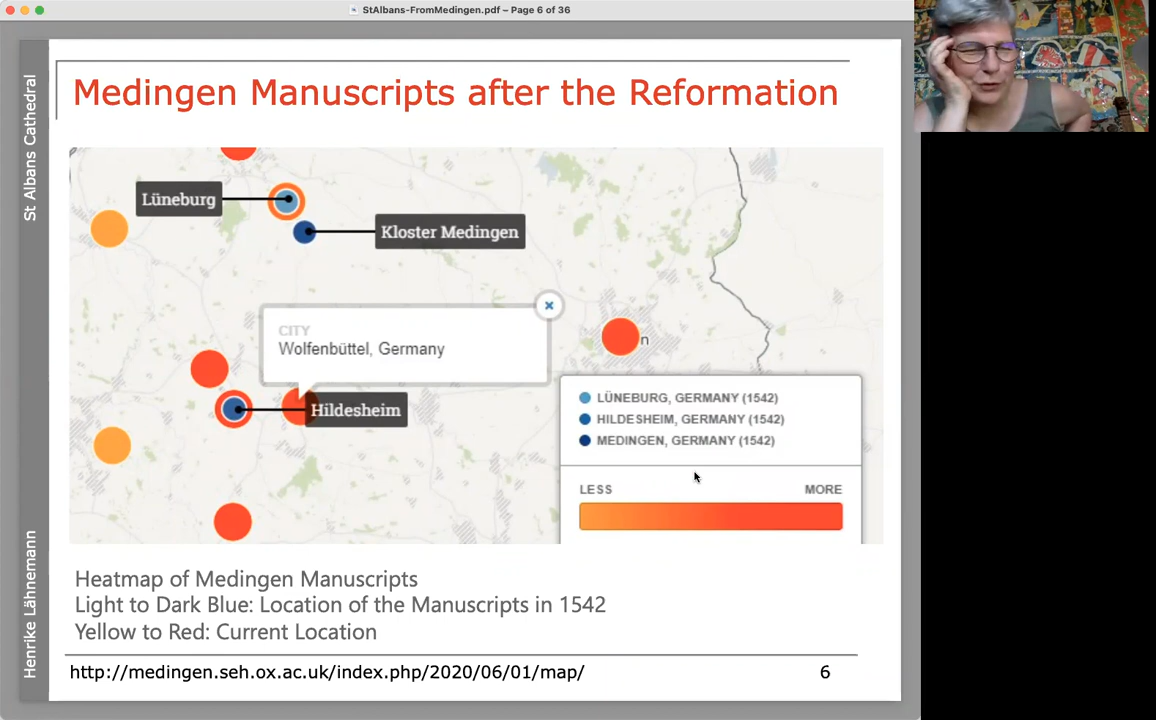 StAlbans-FromMedingen.pdf – Page 6 of 36
St Albans Cathedral
Henrike Lähnemann
Medingen Manuscripts after the Reformation
Lüneburg
Kloster Medingen
CITY
Wolfenbüttel, Germany
n
Hildesheim
LÜNEBURG, GERMANY (1542)
HILDESHEIM, GERMANY (1542)
MEDINGEN, GERMANY (1542)
LESS MORE
Heatmap of Medingen Manuscripts
Light to Dark Blue: Location of the Manuscripts in 1542
Yellow to Red: Current Location
http://medingen.seh.ox.ac.uk/index.php/2020/06/01/map/ 6